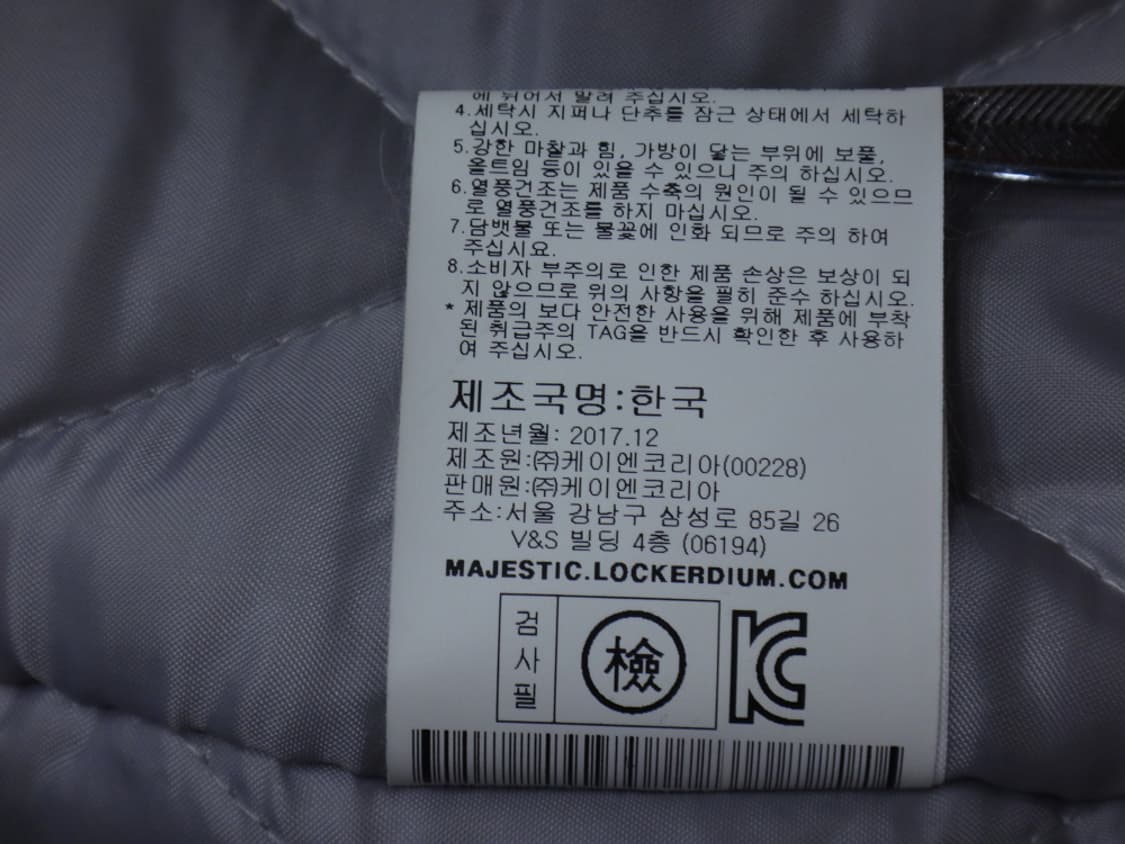 에 뉘어서 말려 주십시오.
4.세탁시 지퍼나 단추를 잠근 상태에서 세탁하
십시오.
5.강한 마찰과 힘, 가방이 닿는 부위에 보풀,
올트임 등이 있을 수 있으니 주의 하십시오.
6.열풍건조는 제품 수축의 원인이 될 수 있으므
로 열풍건조를 하지 마십시오.
7.담뱃불 또는 불꽃에 인화 되므로 주의 하여
주십시요.
8.소비자 부주의로 인한 제품 손상은 보상이 되
지 않으므로 위의 사항을 필히 준수 하십시오.
* 제품의 보다 안전한 사용을 위해 제품에 부착
된 취급주의 TAG을 반드시 확인한 후 사용하
여 주십시오.
제조국명:한국
제조년월: 2017.12
제조원:㈜케이엔코리아(00228)
판매원:㈜케이엔코리아
주소:서울 강남구 삼성로 85길 26
V&S 빌딩 4층 (06194)
MAJESTIC.LOCKERDIUM.COM
검사필
檢
KC